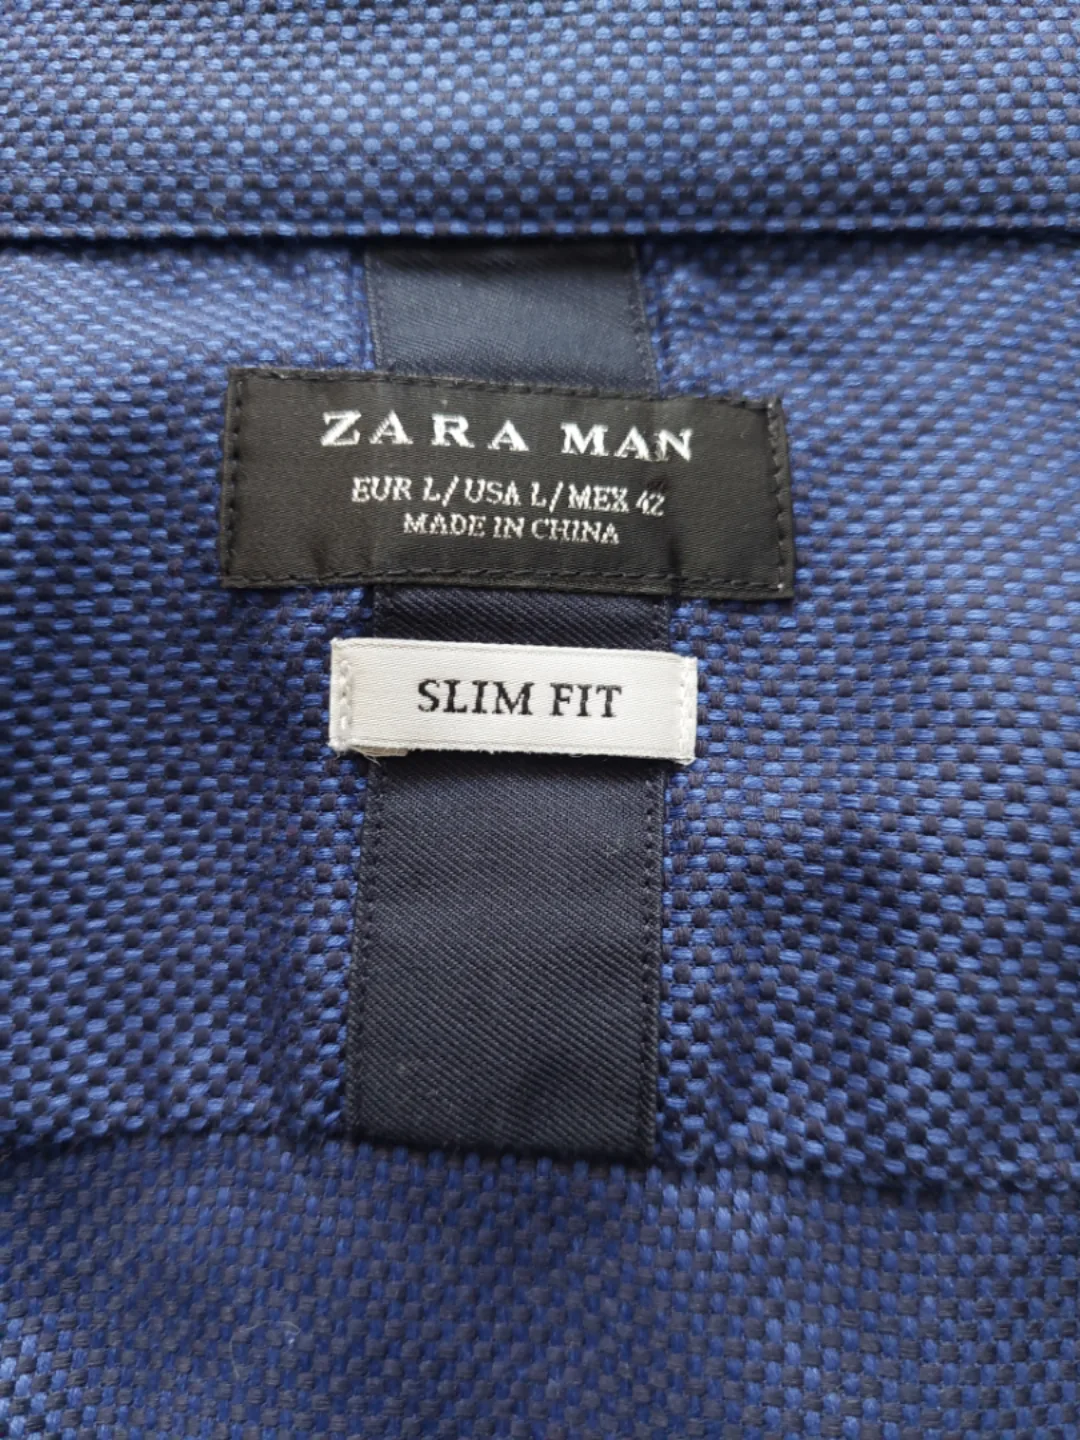 ZARA MAN
EUR L/USA L/MEX 42
MADE IN CHINA
SLIM FIT